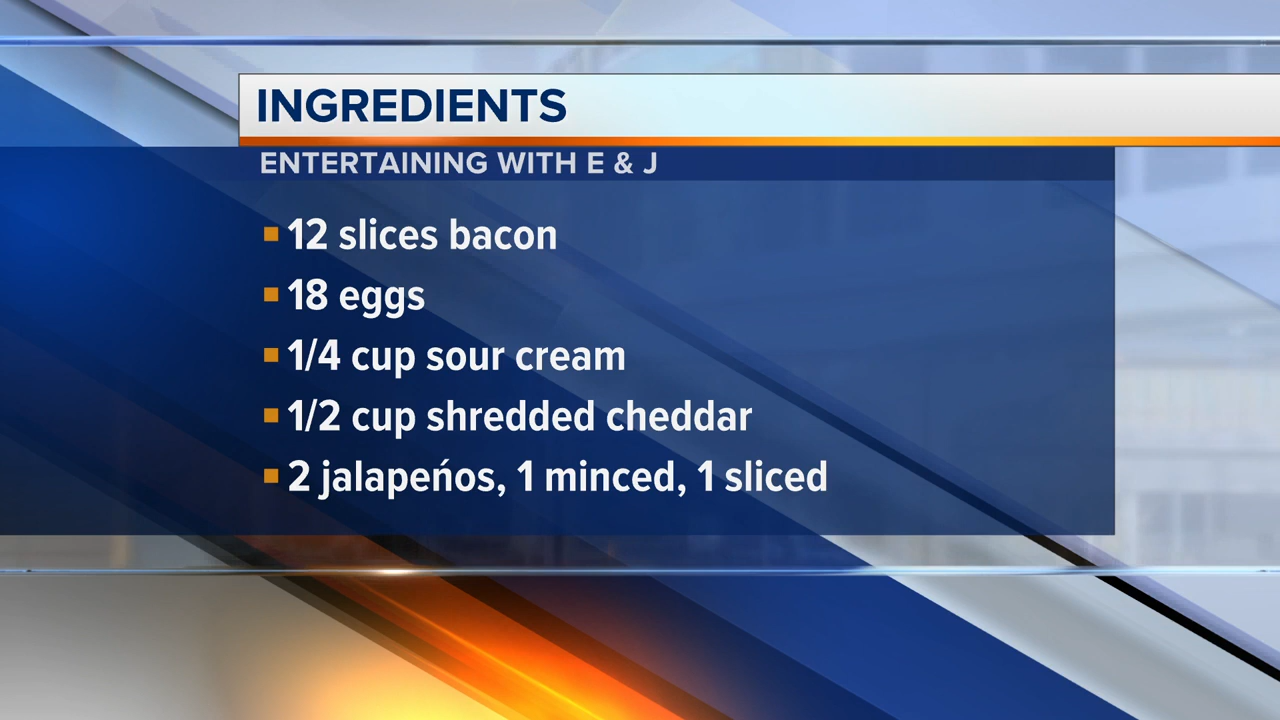 INGREDIENTS
ENTERTAINING WITH E & J
12 slices bacon
18 eggs
1/4 cup sour cream
1/2 cup shredded cheddar
2 jalapeńos, 1 minced, 1 sliced